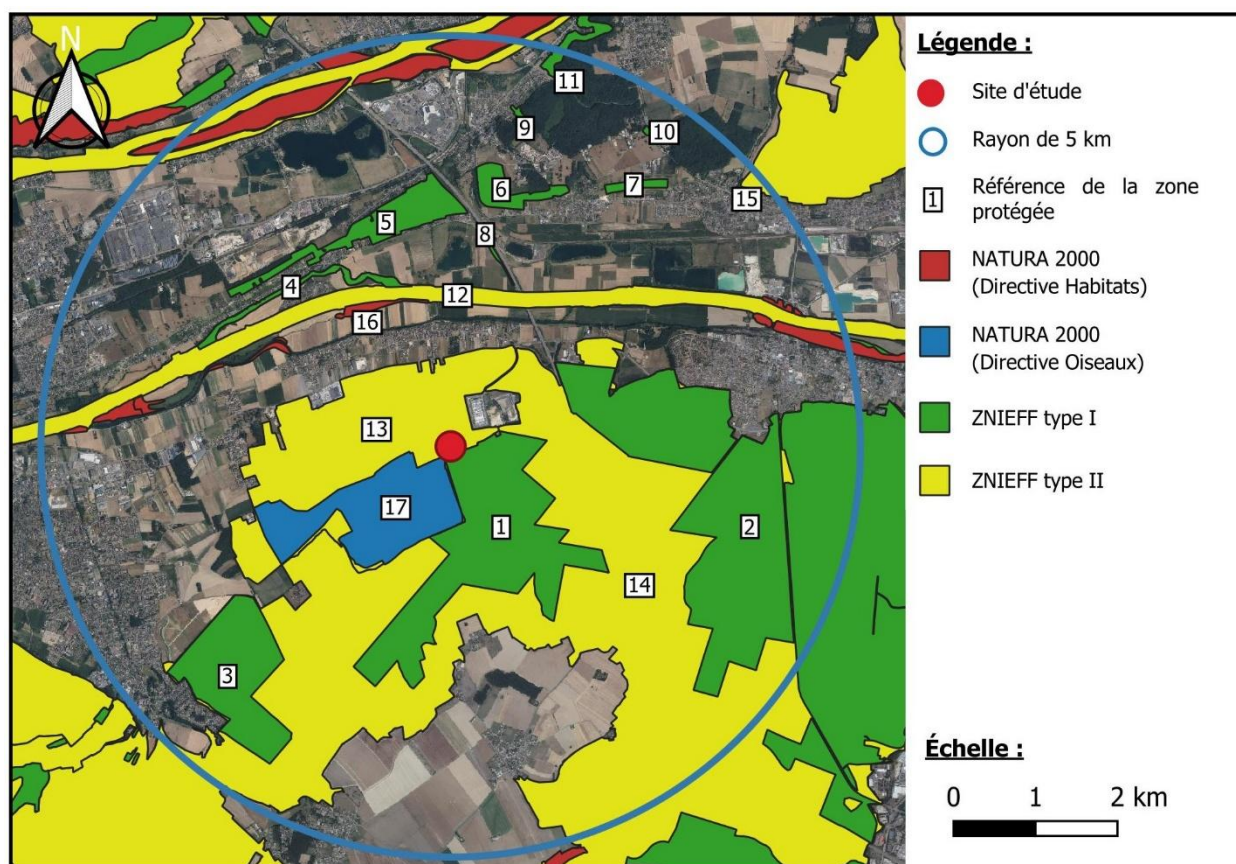 N
11
9
10
6
7
15
5
8
4
12
16
13
17
1
2
14
3
Légende :
Site d'étude
Rayon de 5 km
1
Référence de la zone
protégée
NATURA 2000
(Directive Habitats)
NATURA 2000
(Directive Oiseaux)
ZNIEFF type I
ZNIEFF type II
Échelle :
0 1 2 km